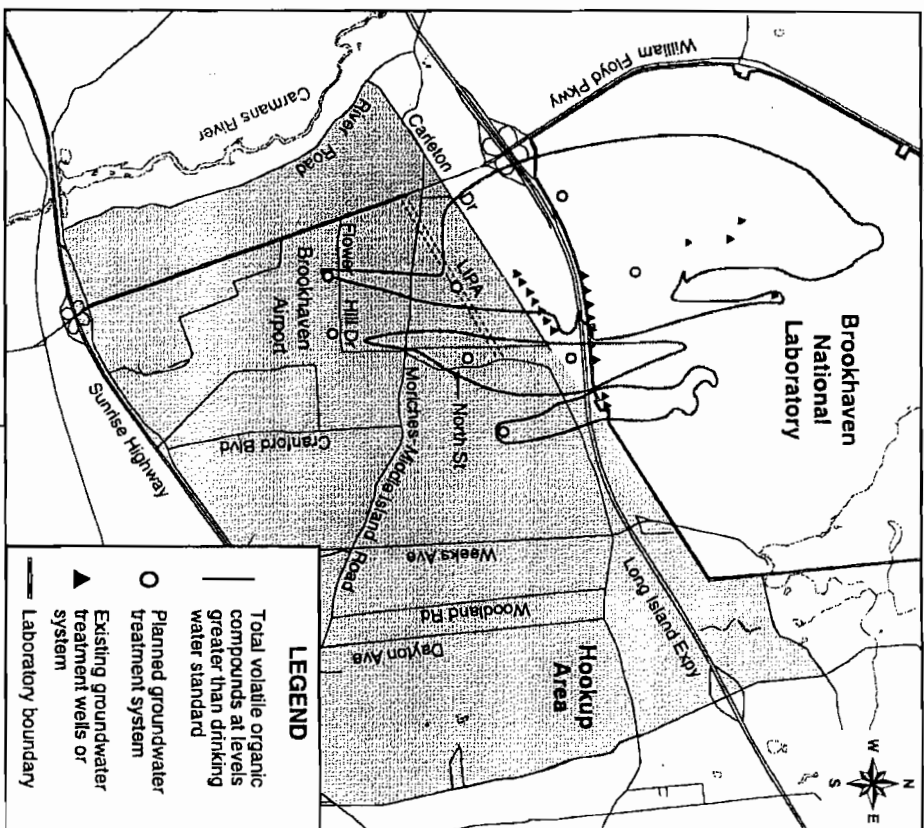 N
W E
S
William Floyd Pkwy
Brookhaven
National
Laboratory
Carmans River
River
Road
Carleton Dr
LIPA
Flower Hill Dr
Brookhaven
Airport
North St.
Moriches-Middle Island Road
Cranford Blvd
Sunrise Highway
Weeks Ave
Woodland Rd
Dayton Ave
Long Island Expy
Hookup
Area
LEGEND
Total volatile organic
compounds at levels
greater than drinking
water standard
Planned groundwater
treatment system
Existing groundwater
treatment wells or
system
Laboratory boundary